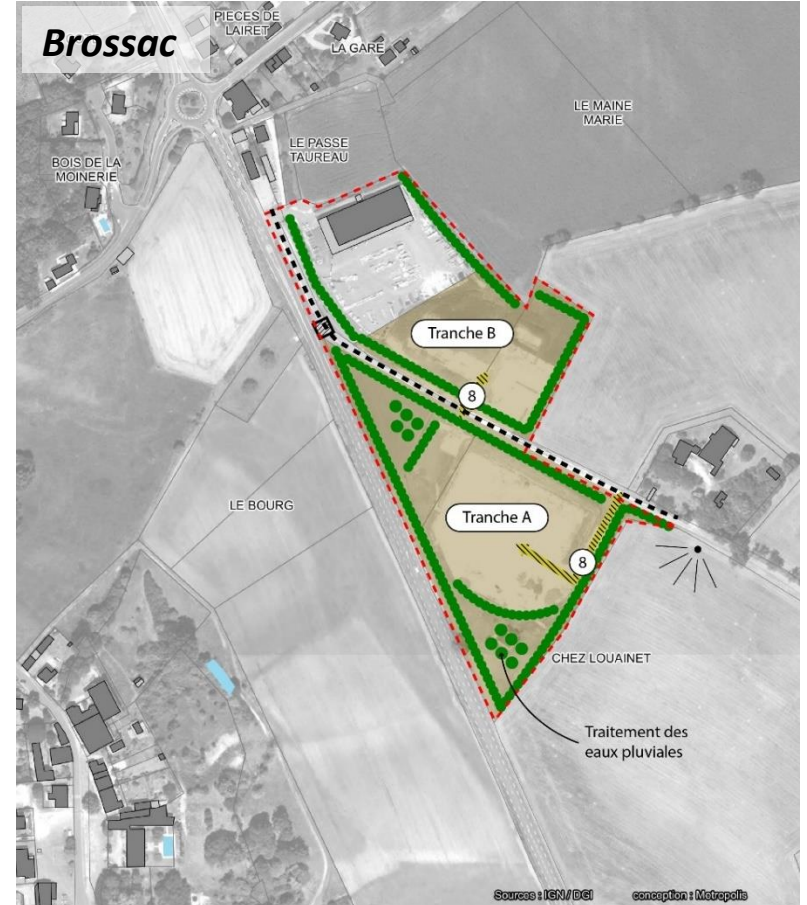 Brossac
PIECES DE
LAIRET
LA GARE
LE MAINE
MARIE
LE PASSE
TAUREAU
BOIS DE LA
MOINERIE
Tranche B
8
LE BOURG
Tranche A
8
CHEZ LOUAINET
Traitement des
eaux pluviales
Sources : IGN / DGI
conception : Metropolis